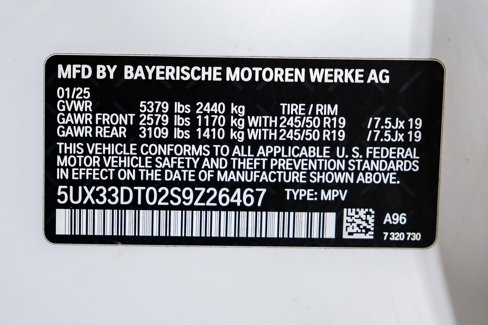 MFD BY BAYERISCHE MOTOREN WERKE AG
01/25
GVWR 5379 lbs 2440 kg TIRE / RIM
GAWR FRONT 2579 lbs 1170 kg WITH 245/50 R19 /7.5Jx 19
GAWR REAR 3109 lbs 1410 kg WITH 245/50 R19 /7.5Jx 19
THIS VEHICLE CONFORMS TO ALL APPLICABLE U. S. FEDERAL
MOTOR VEHICLE SAFETY AND THEFT PREVENTION STANDARDS
IN EFFECT ON THE DATE OF MANUFACTURE SHOWN ABOVE.
5UX33DT02S9Z26467 TYPE: MPV
A96
7 320 730